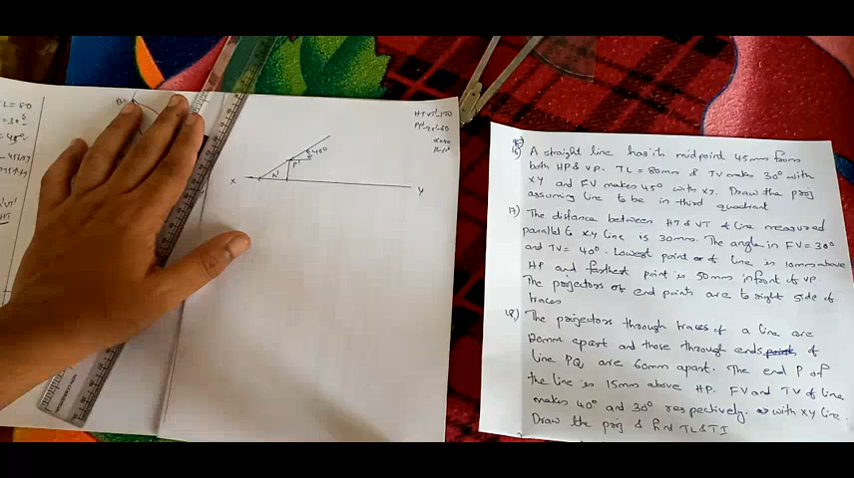 L=80
X
Y
40°
16) A straight line has its midpoint 45mm from
both HP & VP. TL = 80mm & TV makes 30° with
XY and FV makes 45° with XY. Draw the proj
assuming line to be in third quadrant
17) The distance between HT & VT of line measured
parallel to XY line is 30mm. The angle in FV = 30°
and TV = 40°. Lowest point of line is 10mm above
HP and farthest point is 50mm infront of VP.
The projectors of end points are to right side of
traces
18) The projectors through traces of a line are
apart and those through ends of
line PQ are 60mm apart. The end P of
the line is 15mm above HP. FV and TV of line
makes 40° and 30° respectively with XY line.
Draw the proj & find TL &